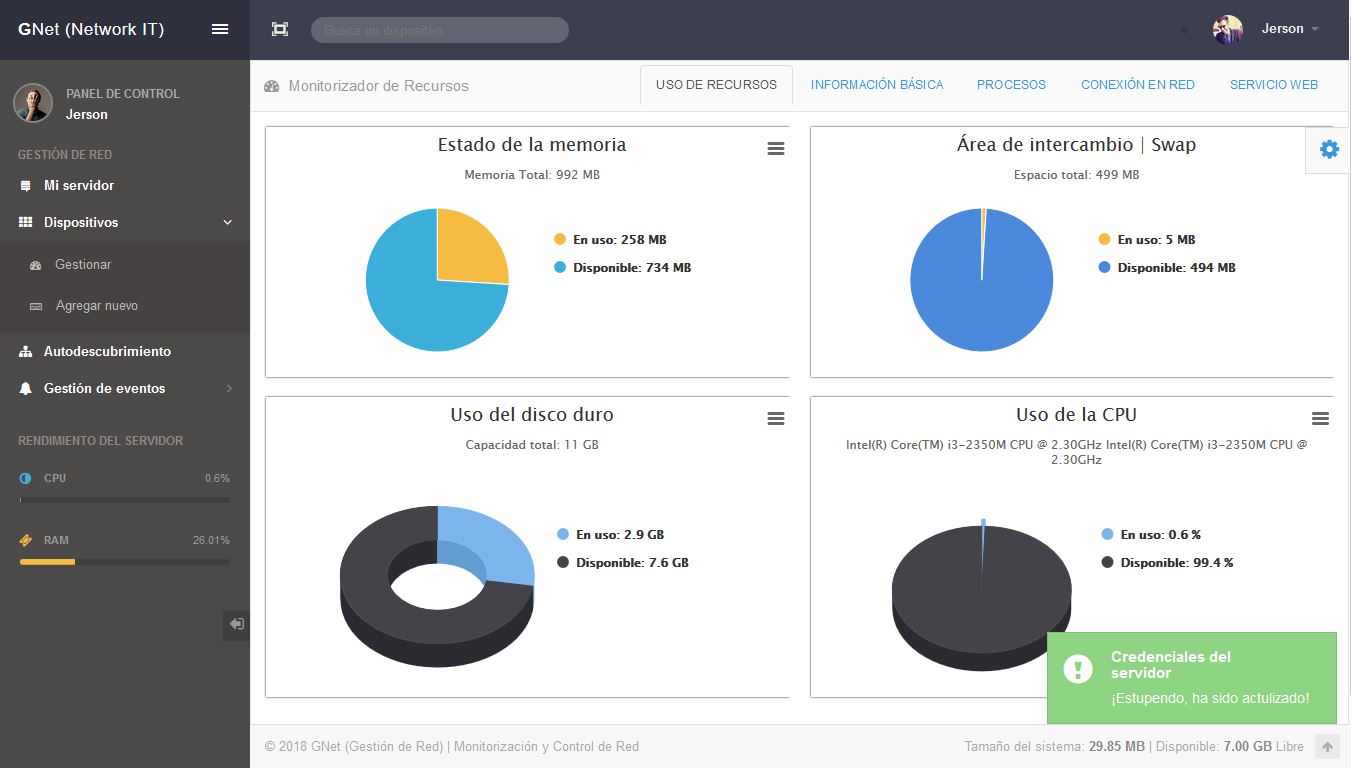 GNet (Network IT)
Busca un dispositivo...
Jerson
PANEL DE CONTROL
Jerson
GESTIÓN DE RED
Mi servidor
Dispositivos
Gestionar
Agregar nuevo
Autodescubrimiento
Gestión de eventos
RENDIMIENTO DEL SERVIDOR
CPU 0.6%
RAM 26.01%
Monitorizador de Recursos
USO DE RECURSOS INFORMACIÓN BÁSICA PROCESOS CONEXIÓN EN RED SERVICIO WEB
Estado de la memoria
Memoria Total: 992 MB
En uso: 258 MB
Disponible: 734 MB
Área de intercambio | Swap
Espacio total: 499 MB
En uso: 5 MB
Disponible: 494 MB
Uso del disco duro
Capacidad total: 11 GB
En uso: 2.9 GB
Disponible: 7.6 GB
Uso de la CPU
Intel(R) Core(TM) i3-2350M CPU @ 2.30GHz Intel(R) Core(TM) i3-2350M CPU @
2.30GHz
En uso: 0.6 %
Disponible: 99.4 %
Credenciales del
servidor
¡Estupendo, ha sido actulizado!
© 2018 GNet (Gestión de Red) | Monitorización y Control de Red
Tamaño del sistema: 29.85 MB | Disponible: 7.00 GB Libre